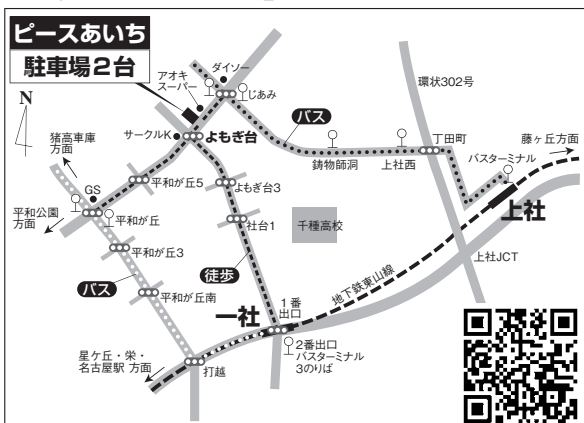 ピースあいち
駐車場2台
N
アオキ
スーパー
ダイソー
じあみ
環状302号
猪高車庫
方面
サークルK
よもぎ台
バス
丁田町
藤ヶ丘方面
バスターミナル
鋳物師洞
上社西
GS
平和が丘5
よもぎ台3
平和公園
方面
平和が丘
社台1
千種高校
上社
平和が丘3
徒歩
上社JCT
バス
平和が丘南
地下鉄東山線
一社
1番
出口
2番出口
バスターミナル
3のりば
星ケ丘・栄・
名古屋駅 方面
打越